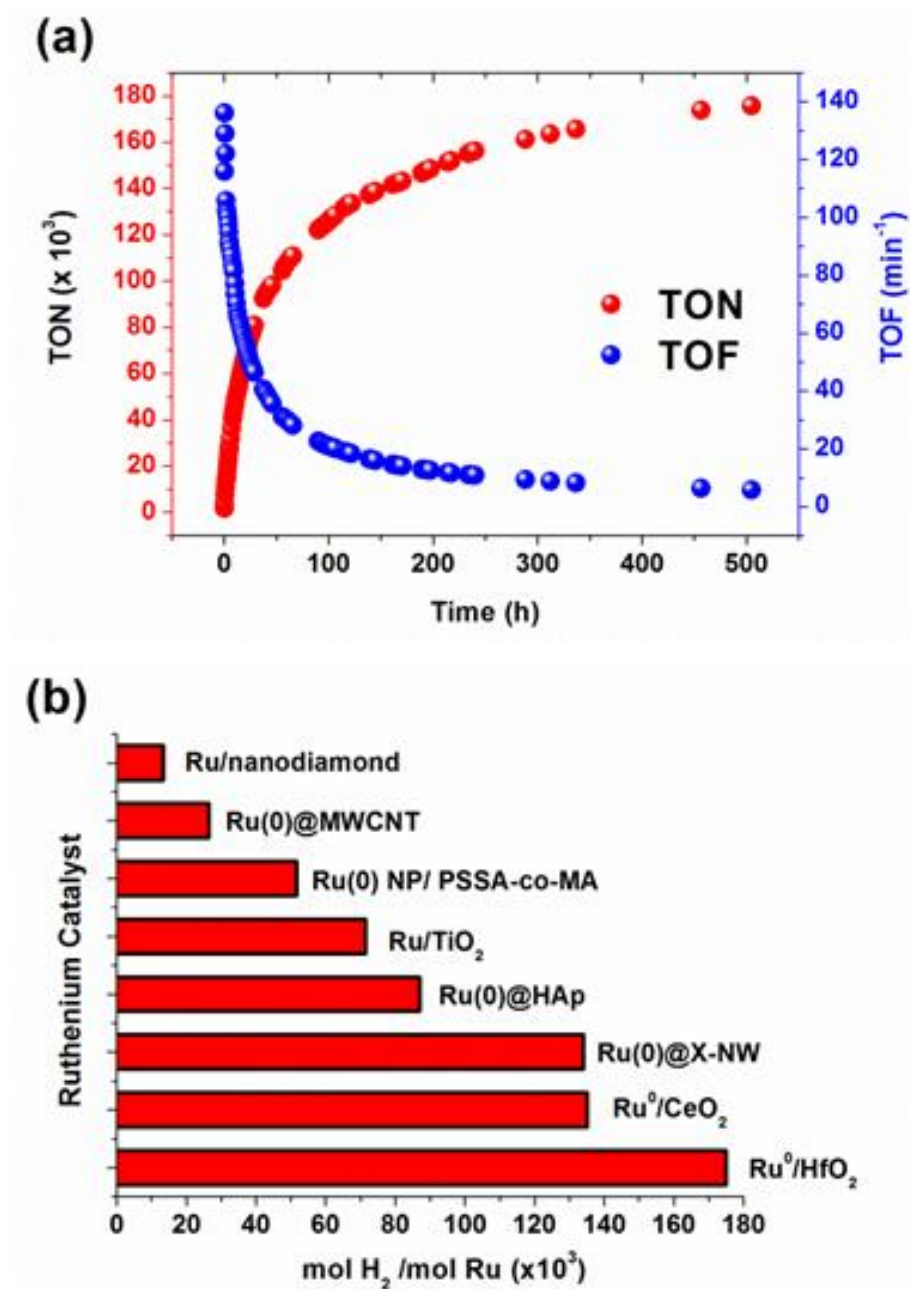 (a)
180
160
140
120
100
80
60
40
20
0
TON (x 10³)
140
120
100
80
60
40
20
0
TOF (min⁻¹)
TON
TOF
0 100 200 300 400 500
Time (h)
(b)
Ruthenium Catalyst
Ru/nanodiamond
Ru(0)@MWCNT
Ru(0) NP/ PSSA-co-MA
Ru/TiO₂
Ru(0)@HAp
Ru(0)@X-NW
Ru⁰/CeO₂
Ru⁰/HfO₂
0 20 40 60 80 100 120 140 160 180
mol H₂ /mol Ru (x10³)